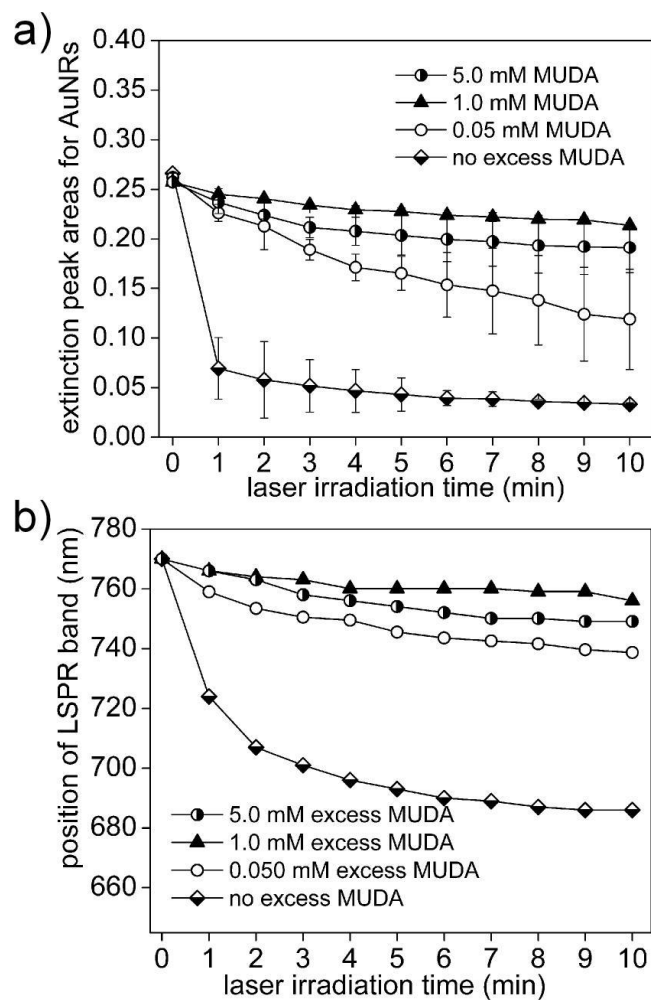 a)
0.40
0.35
0.30
0.25
0.20
0.15
0.10
0.05
0.00
extinction peak areas for AuNRs
5.0 mM MUDA
1.0 mM MUDA
0.05 mM MUDA
no excess MUDA
0 1 2 3 4 5 6 7 8 9 10
laser irradiation time (min)
b)
780
760
740
720
700
680
660
position of LSPR band (nm)
5.0 mM excess MUDA
1.0 mM excess MUDA
0.050 mM excess MUDA
no excess MUDA
0 1 2 3 4 5 6 7 8 9 10
laser irradiation time (min)